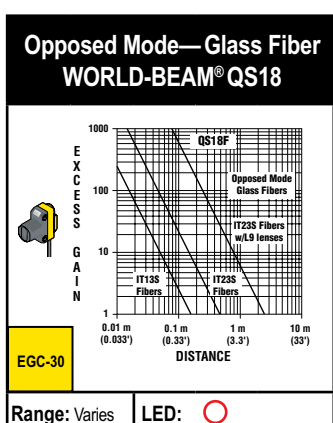 Opposed Mode—Glass Fiber
WORLD-BEAM® QS18
EXCESS GAIN
1000
100
10
1
QS18F
Opposed Mode
Glass Fibers
IT23S Fibers
w/L9 lenses
IT13S
Fibers
IT23S
Fibers
0.01 m
(0.033')
0.1 m
(0.33')
1 m
(3.3')
10 m
(33')
DISTANCE
EGC-30
Range: Varies
LED: